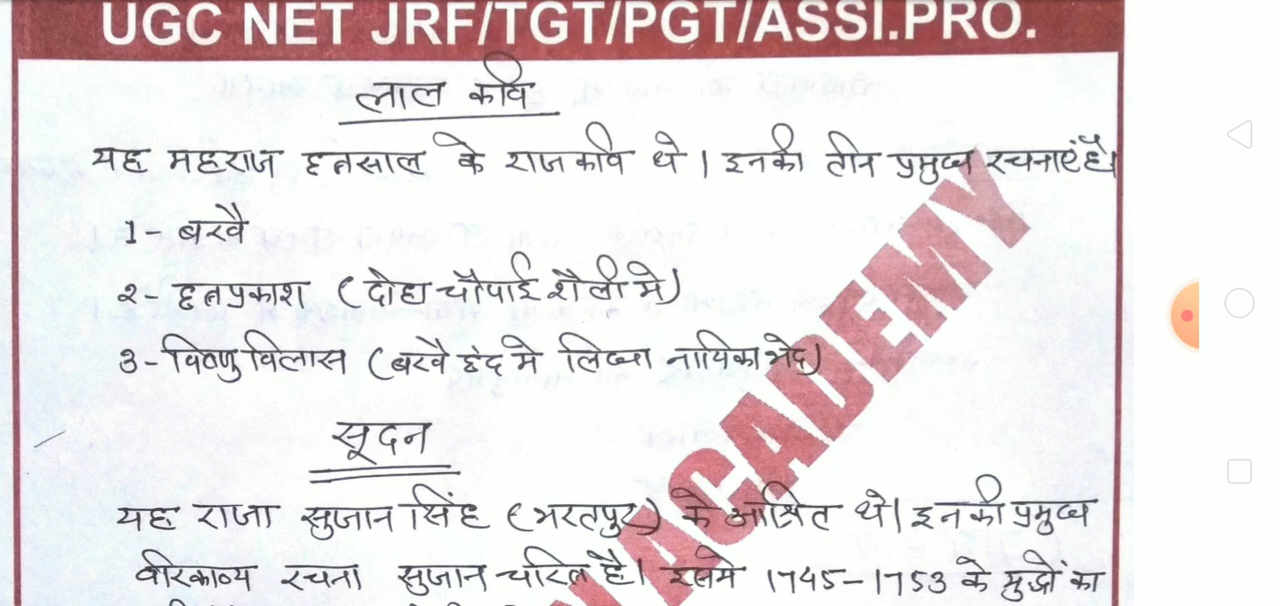 UGC NET JRF/TGT/PGT/ASSI.PRO.
लाल कवि
यह महराज छत्रसाल के राजकवि थे। इनकी तीन प्रमुख रचनाएं हैं।
1- बरवै
2- छत्रप्रकाश (दोहा चौपाई शैली मे)
3- विष्णु विलास (बरवै छंद मे लिखा नायिका भेद)
सूदन
यह राजा सुजान सिंह (भरतपुर) के आश्रित थे। इनकी प्रमुख
वीरकाव्य रचना सुजान चरित्र है। इसमे 1745-1753 के युद्धों का
ACADEMY